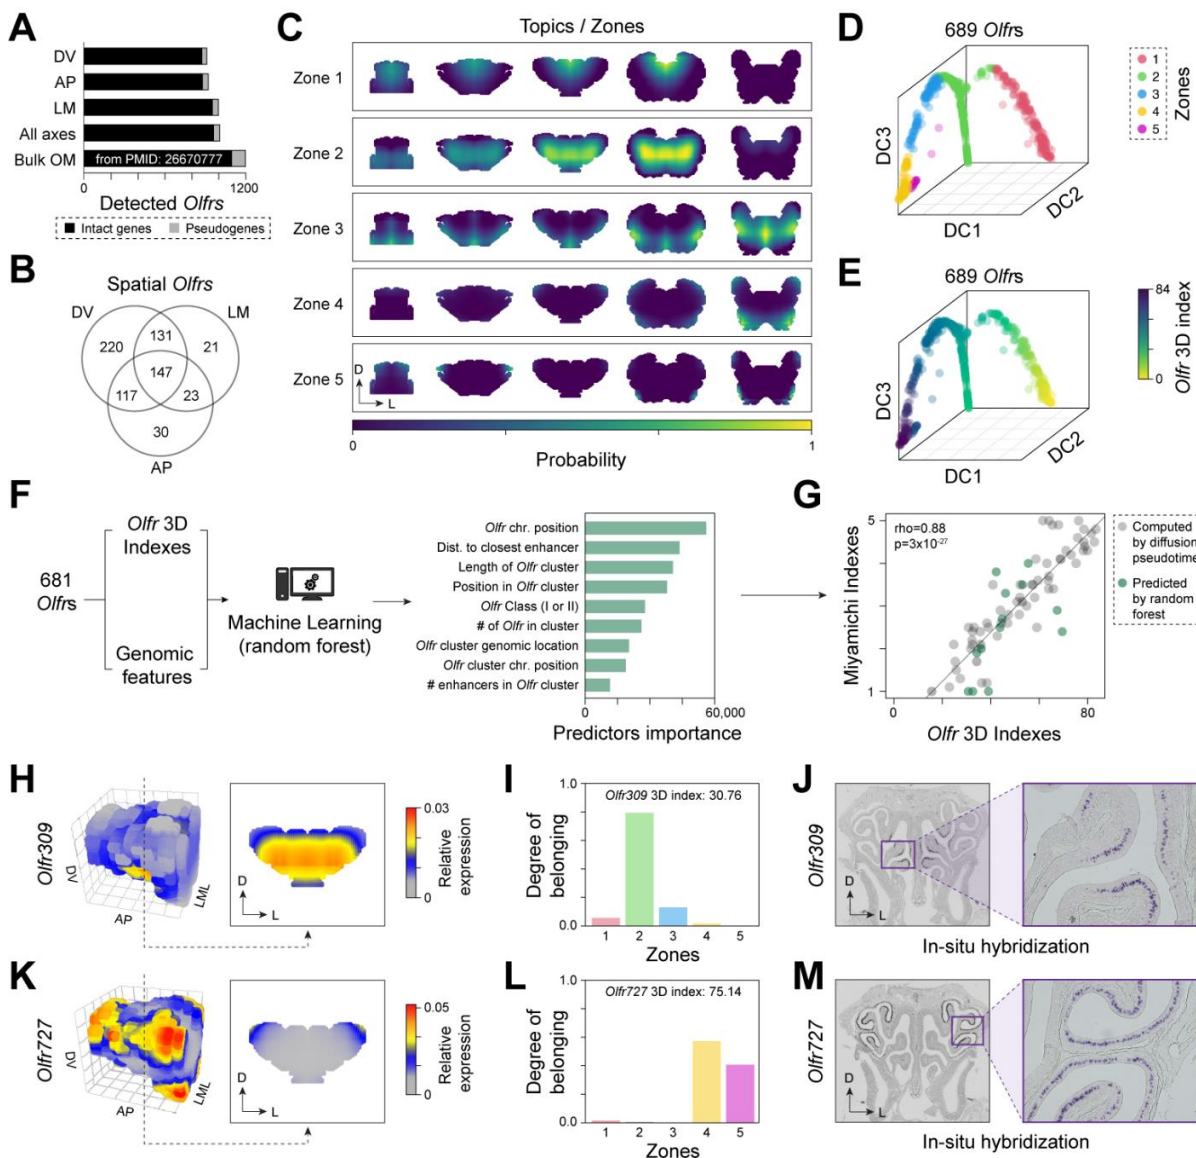 A
DV
AP
LM
All axes
Bulk OM
from PMID: 26670777
0
1200
Detected Olfrs
Intact genes
Pseudogenes
B
Spatial Olfrs
DV
LM
220
131
21
147
117
23
30
AP
C
Topics / Zones
Zone 1
Zone 2
Zone 3
Zone 4
Zone 5
D
L
0
1
Probability
D
689 Olfrs
DC3
DC1
DC2
1
2
3
4
5
Zones
E
689 Olfrs
DC3
DC1
DC2
84
0
Olfr 3D index
F
681
Olfrs
Olfr 3D
Indexes
Genomic
features
Machine Learning
(random forest)
Olfr chr. position
Dist. to closest enhancer
Length of Olfr cluster
Position in Olfr cluster
Olfr Class (I or II)
# of Olfr in cluster
Olfr cluster genomic location
Olfr cluster chr. position
# enhancers in Olfr cluster
0
60,000
Predictors importance
G
rho=0.88
p=3x10-27
5
1
Miyamichi Indexes
0
80
Olfr 3D Indexes
Computed
by diffusion
pseudotime
Predicted
by random
forest
H
Olfr309
DV
AP
LML
D
L
0.03
0
Relative
expression
I
Olfr309 3D index: 30.76
1.0
0.0
Degree of
belonging
1 2 3 4 5
Zones
J
Olfr309
D
L
In-situ hybridization
K
Olfr727
DV
AP
LML
D
L
0.05
0
Relative
expression
L
Olfr727 3D index: 75.14
1.0
0.0
Degree of
belonging
1 2 3 4 5
Zones
M
Olfr727
D
L
In-situ hybridization